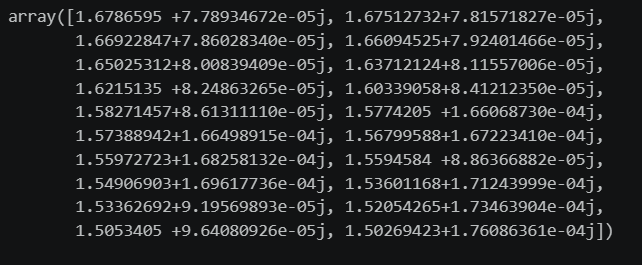 array([1.6786595 +7.78934672e-05j, 1.67512732+7.81571827e-05j,
1.66922847+7.86028340e-05j, 1.66094525+7.92401466e-05j,
1.65025312+8.00839409e-05j, 1.63712124+8.11557006e-05j,
1.6215135 +8.24863265e-05j, 1.60339058+8.41212350e-05j,
1.58271457+8.61311110e-05j, 1.5774205 +1.66068730e-04j,
1.57388942+1.66498915e-04j, 1.56799588+1.67223410e-04j,
1.55972723+1.68258132e-04j, 1.5594584 +8.86366882e-05j,
1.54906903+1.69617736e-04j, 1.53601168+1.71243999e-04j,
1.53362692+9.19569893e-05j, 1.52054265+1.73463904e-04j,
1.5053405 +9.64080926e-05j, 1.50269423+1.76086361e-04j])